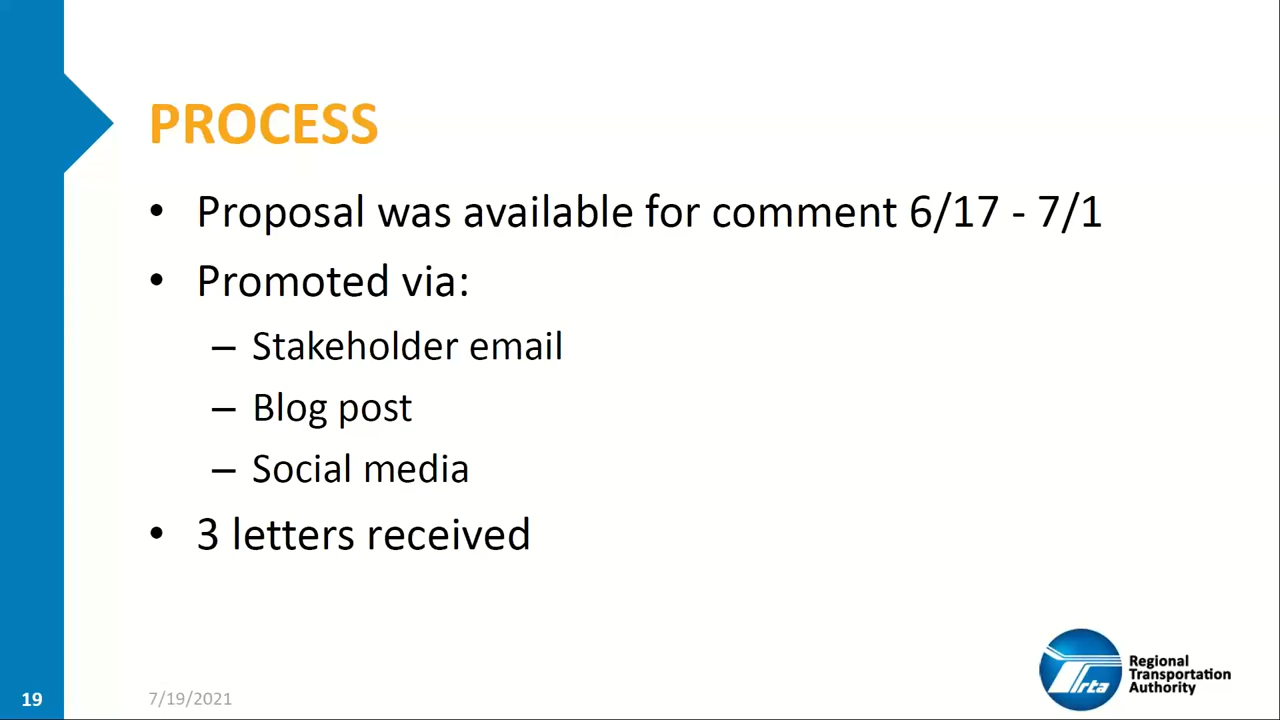 PROCESS
• Proposal was available for comment 6/17 - 7/1
• Promoted via:
– Stakeholder email
– Blog post
– Social media
• 3 letters received
19
7/19/2021
rta
Regional
Transportation
Authority